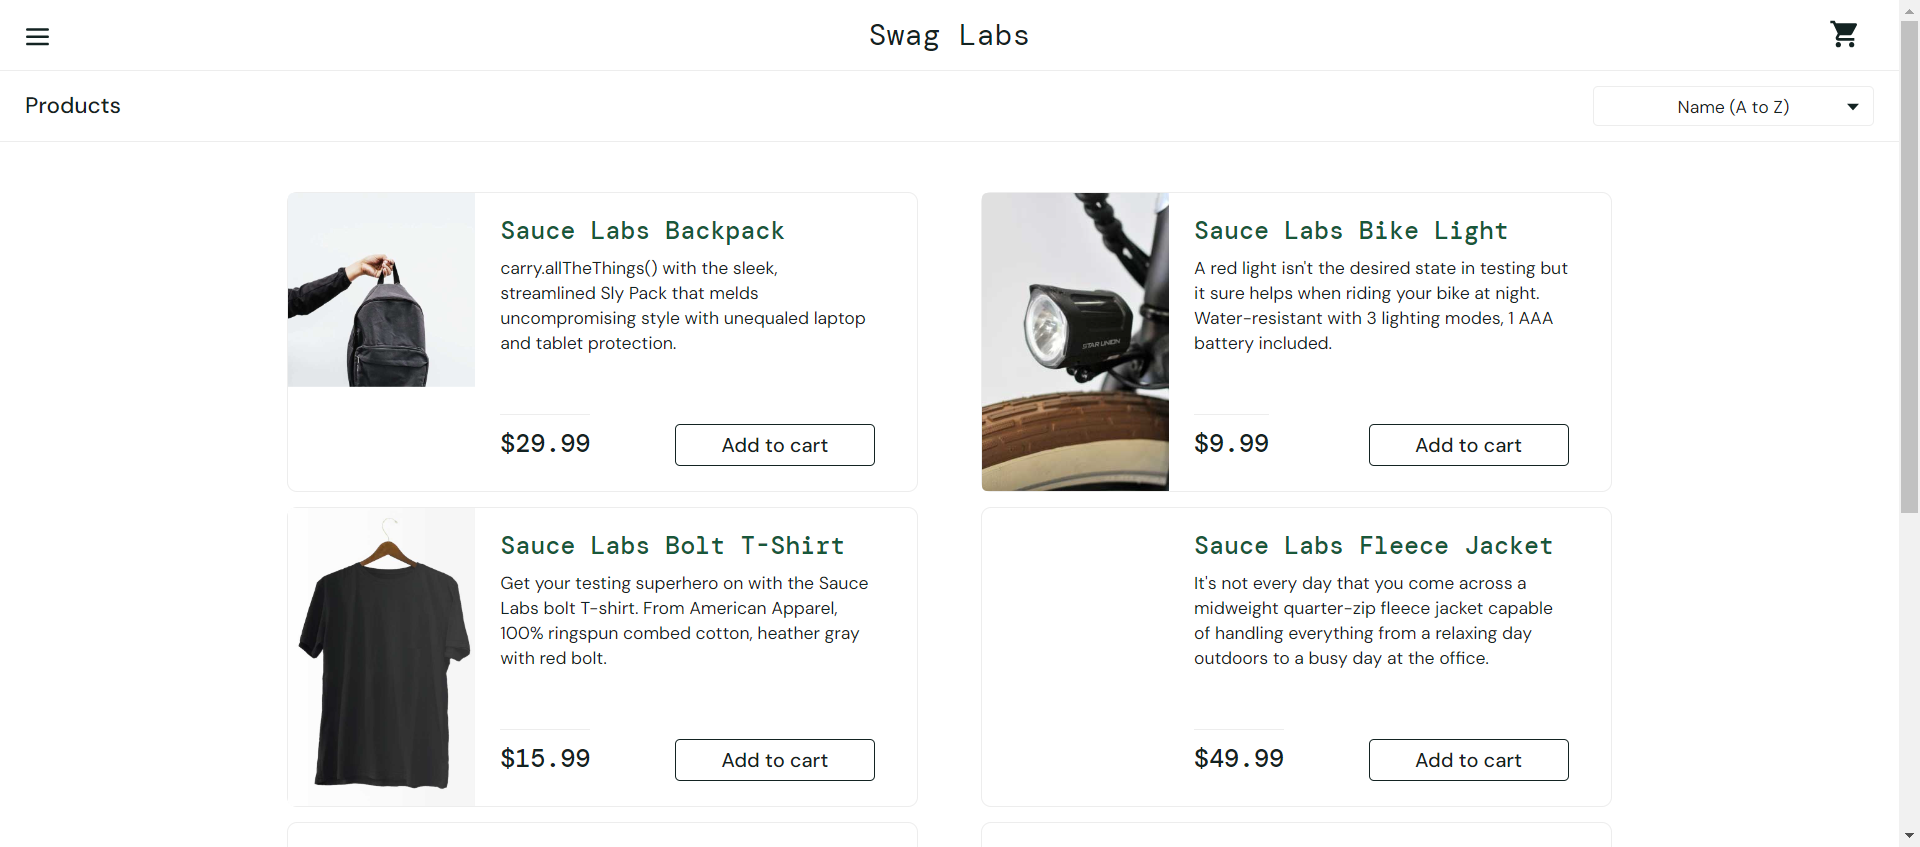 Swag Labs
Products
Name (A to Z)
Sauce Labs Backpack
carry.allTheThings() with the sleek,
streamlined Sly Pack that melds
uncompromising style with unequaled laptop
and tablet protection.
$29.99
Add to cart
Sauce Labs Bike Light
A red light isn't the desired state in testing but
it sure helps when riding your bike at night.
Water-resistant with 3 lighting modes, 1 AAA
battery included.
STAR UNION
$9.99
Add to cart
Sauce Labs Bolt T-Shirt
Get your testing superhero on with the Sauce
Labs bolt T-shirt. From American Apparel,
100% ringspun combed cotton, heather gray
with red bolt.
$15.99
Add to cart
Sauce Labs Fleece Jacket
It's not every day that you come across a
midweight quarter-zip fleece jacket capable
of handling everything from a relaxing day
outdoors to a busy day at the office.
$49.99
Add to cart